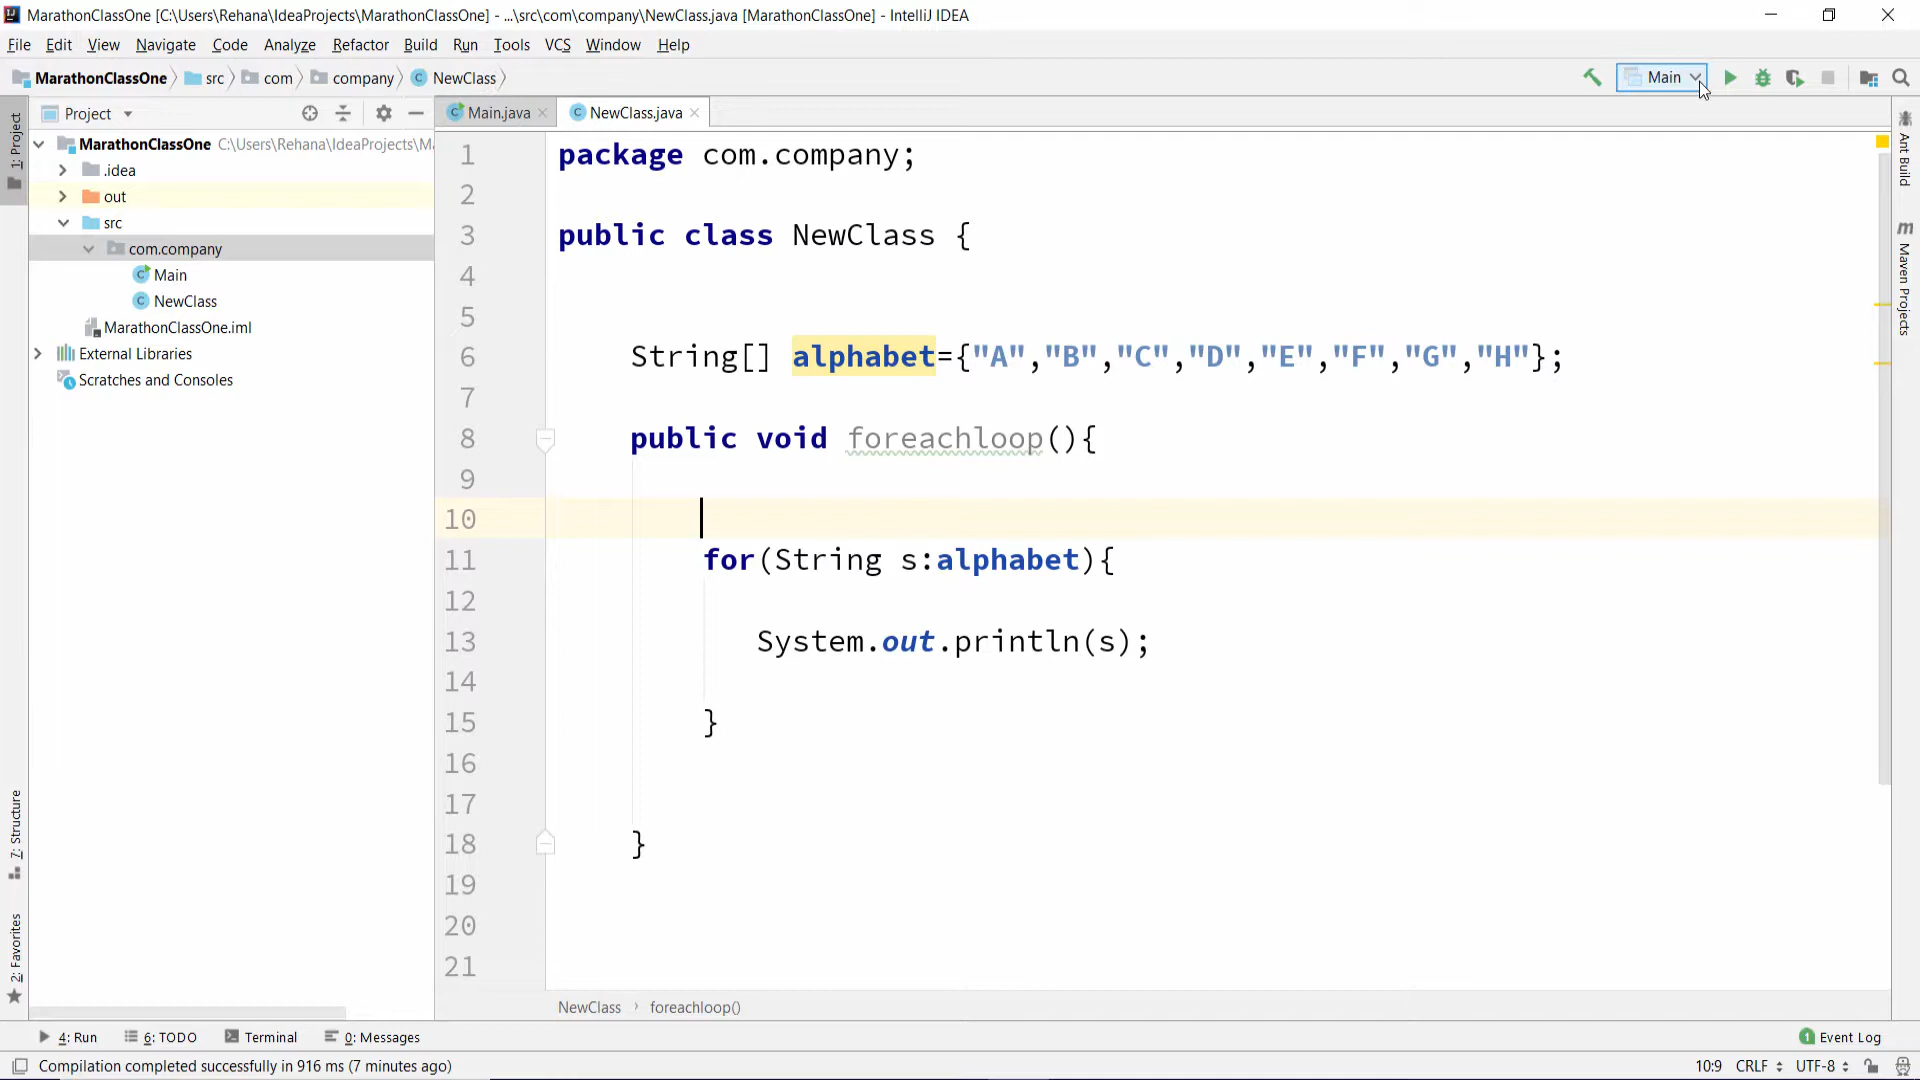 MarathonClassOne [C:\Users\Rehana\IdeaProjects\MarathonClassOne] - ...\src\com\company\NewClass.java [MarathonClassOne] - IntelliJ IDEA
File Edit View Navigate Code Analyze Refactor Build Run Tools VCS Window Help
MarathonClassOne src com company NewClass Main
1: Project
Project
Main.java NewClass.java
MarathonClassOne C:\Users\Rehana\IdeaProjects\M
.idea
out
src
com.company
Main
NewClass
MarathonClassOne.iml
External Libraries
Scratches and Consoles
7: Structure
2: Favorites
1 package com.company;
2
3 public class NewClass {
4
5
6 String[] alphabet={"A","B","C","D","E","F","G","H"};
7
8 public void foreachloop(){
9
10
11 for(String s:alphabet){
12
13 System.out.println(s);
14
15 }
16
17
18 }
19
20
21
NewClass foreachloop()
Ant Build
Maven Projects
4: Run 6: TODO Terminal 0: Messages 1 Event Log
Compilation completed successfully in 916 ms (7 minutes ago) 10:9 CRLF UTF-8